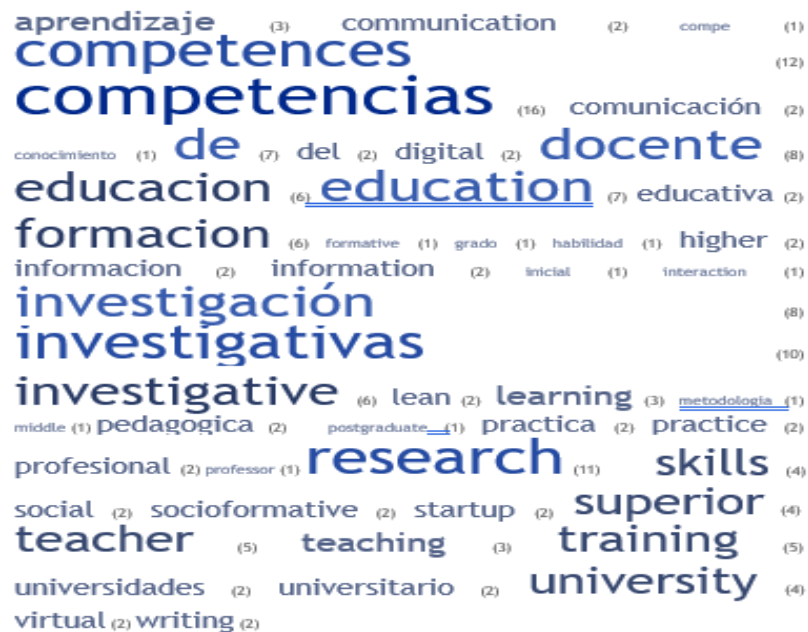 aprendizaje (3) communication (2) compe (1)
competences (12)
competencias (16) comunicación (2)
conocimiento (1) de (7) del (2) digital (2) docente (8)
educacion (6) education (7) educativa (2)
formacion (6) formative (1) grado (1) habilidad (1) higher (2)
informacion (2) information (2) inicial (1) interaction (1)
investigación (8)
investigativas (10)
investigative (6) lean (2) learning (3) metodologia (1)
middle (1) pedagogica (2) postgraduate (1) practica (2) practice (2)
profesional (2) professor (1) research (11) skills (4)
social (2) socioformative (2) startup (2) superior (4)
teacher (5) teaching (3) training (5)
universidades (2) universitario (2) university (4)
virtual (2) writing (2)